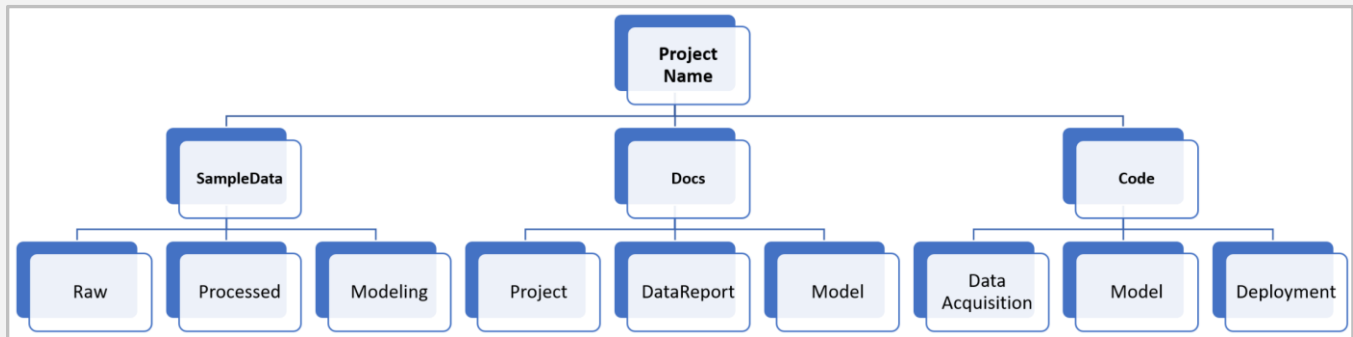 Project
Name
SampleData
Docs
Code
Raw
Processed
Modeling
Project
DataReport
Model
Data
Acquisition
Model
Deployment